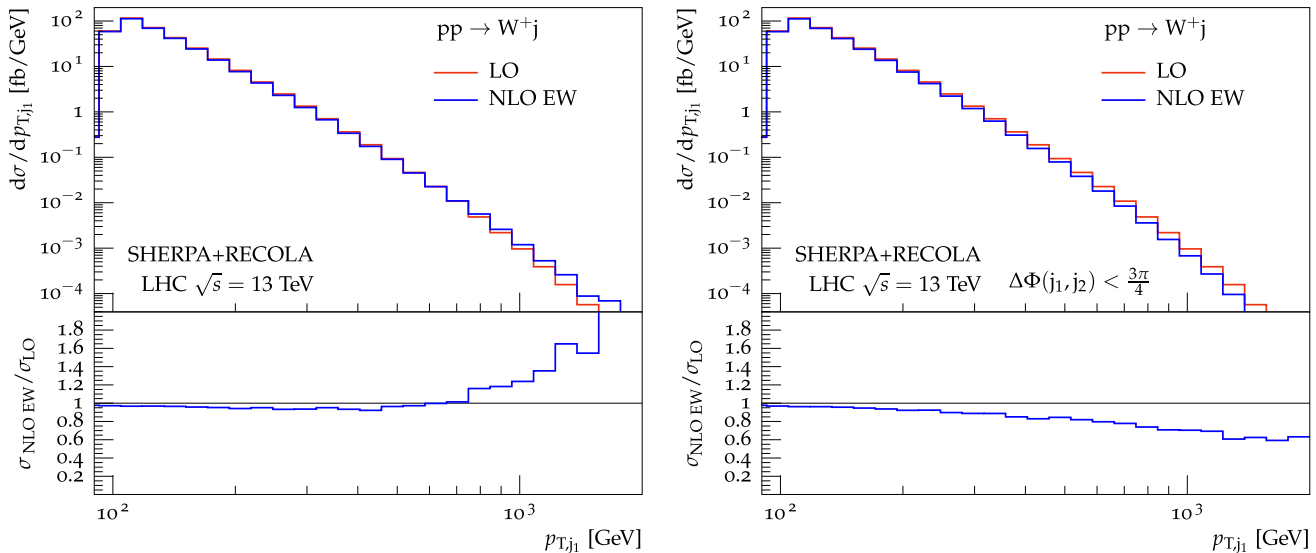 pp → W⁺j
LO
NLO EW
SHERPA+RECOLA
LHC √s = 13 TeV
dσ/dp_T,j₁ [fb/GeV]
10²
10¹
1
10⁻¹
10⁻²
10⁻³
10⁻⁴
σ_NLO EW/σ_LO
1.8
1.6
1.4
1.2
1
0.8
0.6
0.4
0.2
10² 10³
p_T,j₁ [GeV]
pp → W⁺j
LO
NLO EW
SHERPA+RECOLA
LHC √s = 13 TeV ΔΦ(j₁, j₂) < 3π/4
dσ/dp_T,j₁ [fb/GeV]
10²
10¹
1
10⁻¹
10⁻²
10⁻³
10⁻⁴
σ_NLO EW/σ_LO
1.8
1.6
1.4
1.2
1
0.8
0.6
0.4
0.2
10² 10³
p_T,j₁ [GeV]